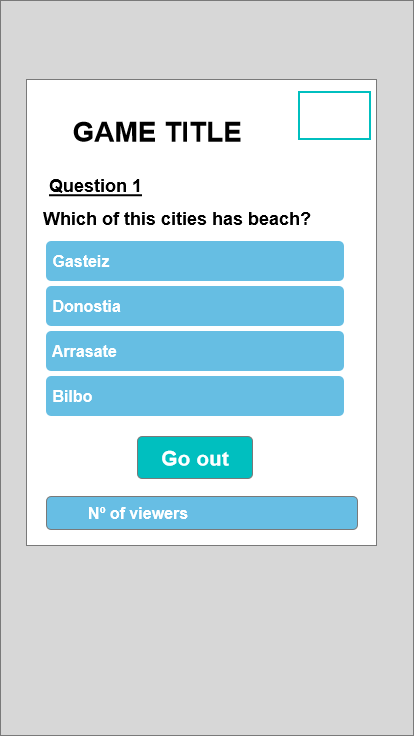 GAME TITLE
Question 1
Which of this cities has beach?
Gasteiz
Donostia
Arrasate
Bilbo
Go out
Nº of viewers